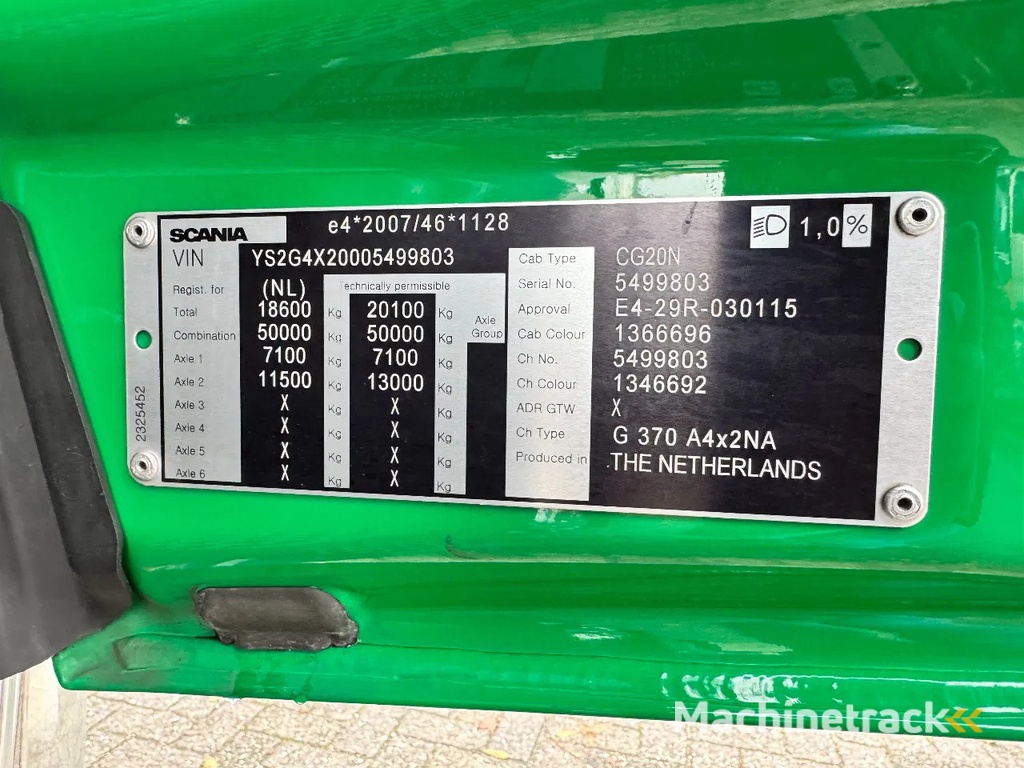 SCANIA e4*2007/46*1128 1,0%
VIN YS2G4X20005499803
Regist. for (NL) echnically permissible
Total 18600 Kg 20100 Kg Axle Group
Combination 50000 Kg 50000 Kg
Axle 1 7100 Kg 7100 Kg
Axle 2 11500 Kg 13000 Kg
Axle 3 X Kg X Kg
Axle 4 X Kg X Kg
Axle 5 X Kg X Kg
Axle 6 X Kg X Kg
2325452
Cab Type CG20N
Serial No. 5499803
Approval E4-29R-030115
Cab Colour 1366696
Ch No. 5499803
Ch Colour 1346692
ADR GTW X
Ch Type G 370 A4x2NA
Produced in THE NETHERLANDS
Machinetrack